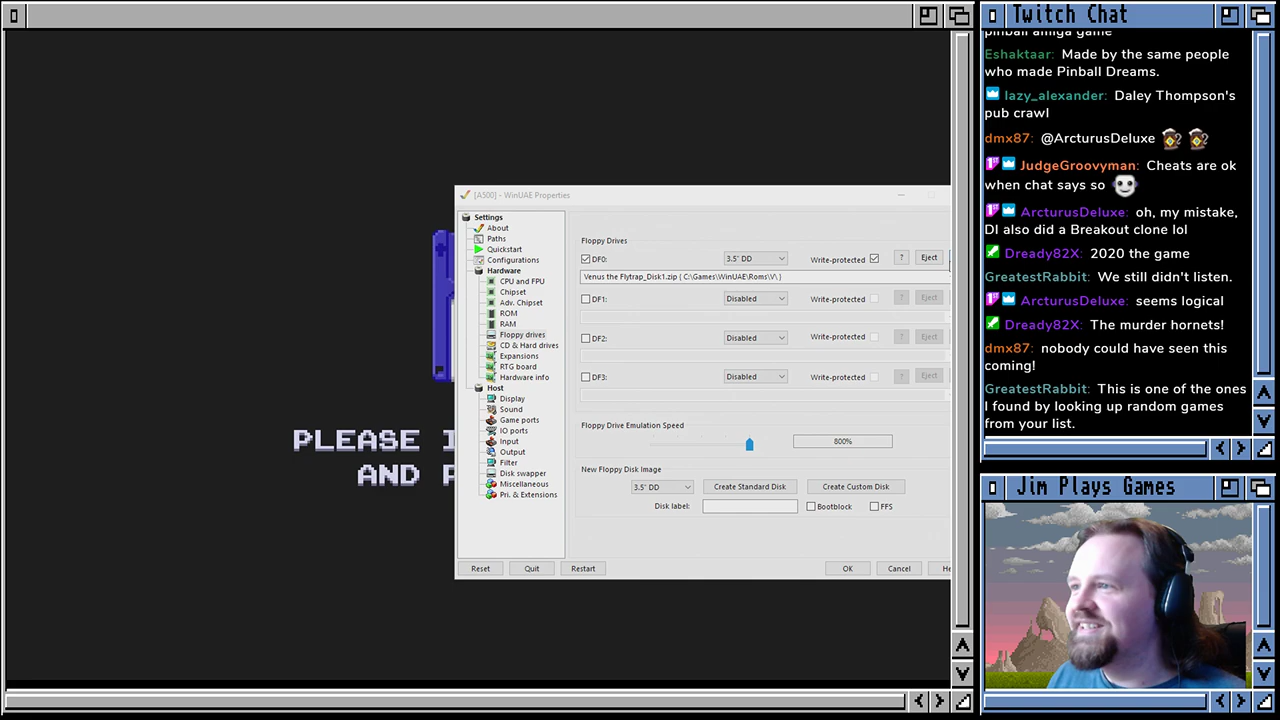 Twitch Chat
pinball amiga game
Eshaktaar: Made by the same people
who made Pinball Dreams.
lazy_alexander: Daley Thompson's
pub crawl
dmx87: @ArcturusDeluxe
JudgeGroovyman: Cheats are ok
when chat says so
ArcturusDeluxe: oh, my mistake,
DI also did a Breakout clone lol
Dready82X: 2020 the game
GreatestRabbit: We still didn't listen.
ArcturusDeluxe: seems logical
Dready82X: The murder hornets!
dmx87: nobody could have seen this
coming!
GreatestRabbit: This is one of the ones
I found by looking up random games
from your list.
Jim Plays Games
PLEASE
AND
[A500] - WinUAE Properties
Settings
About
Paths
Quickstart
Configurations
Hardware
CPU and FPU
Chipset
Adv. Chipset
ROM
RAM
Floppy drives
CD & Hard drives
Expansions
RTG board
Hardware info
Host
Display
Sound
Game ports
IO ports
Input
Output
Filter
Disk swapper
Miscellaneous
Pri. & Extensions
Floppy Drives
DF0: 3.5" DD Write-protected ? Eject
Venus the Flytrap_Disk1.zip { C:\Games\WinUAE\Roms\V\ }
DF1: Disabled Write-protected ? Eject
DF2: Disabled Write-protected ? Eject
DF3: Disabled Write-protected ? Eject
Floppy Drive Emulation Speed
800%
New Floppy Disk Image
3.5" DD Create Standard Disk Create Custom Disk
Disk label: Bootblock FFS
Reset Quit Restart OK Cancel He